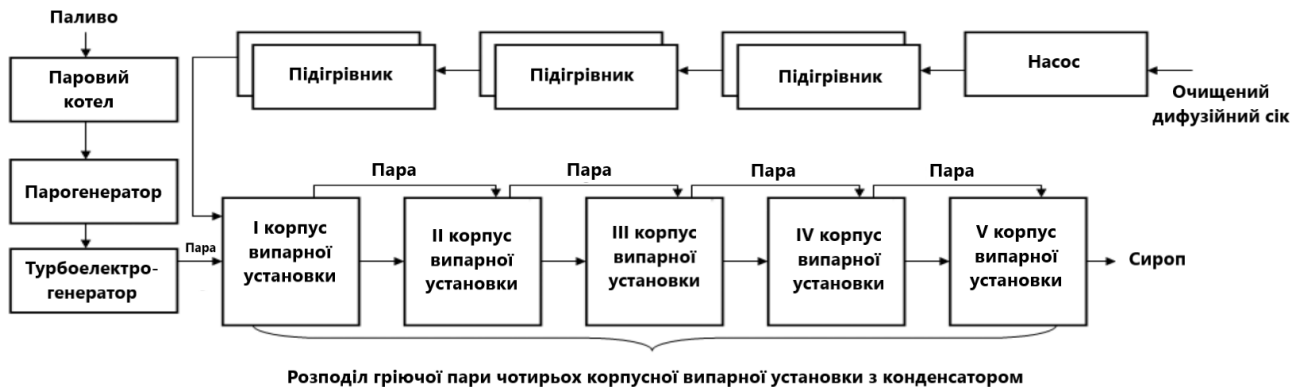 Паливо
Паровий
котел
Парогенератор
Турбоелектро-
генератор
Пара
Підігрівник
Підігрівник
Підігрівник
Насос
Очищений
дифузійний сік
Пара
Пара
Пара
Пара
I корпус
випарної
установки
II корпус
випарної
установки
III корпус
випарної
установки
IV корпус
випарної
установки
V корпус
випарної
установки
Сироп
Розподіл гріючої пари чотирьох корпусної випарної установки з конденсатором